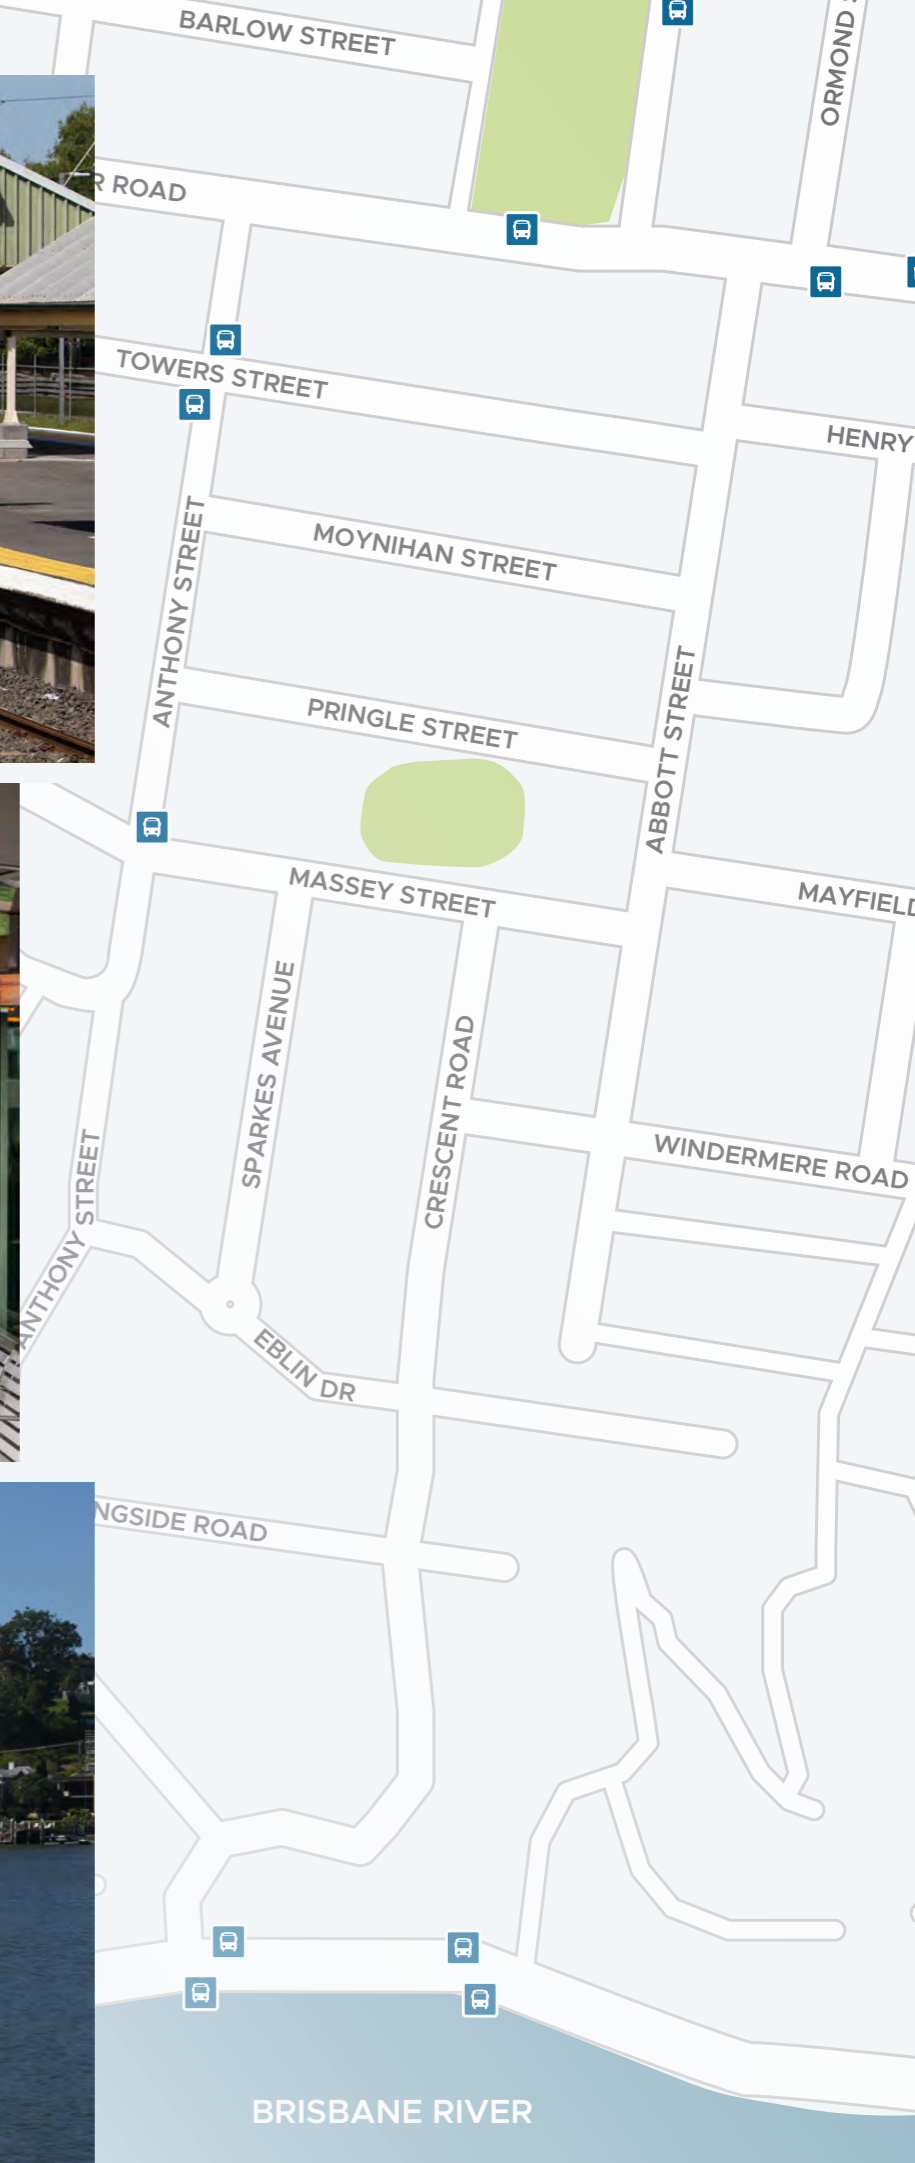 BARLOW STREET
ORMOND
R ROAD
TOWERS STREET
HENRY
MOYNIHAN STREET
ANTHONY STREET
ABBOTT STREET
PRINGLE STREET
MASSEY STREET
MAYFIELD
SPARKES AVENUE
CRESCENT ROAD
WINDERMERE ROAD
ANTHONY STREET
EBLIN DR
NGSIDE ROAD
BRISBANE RIVER